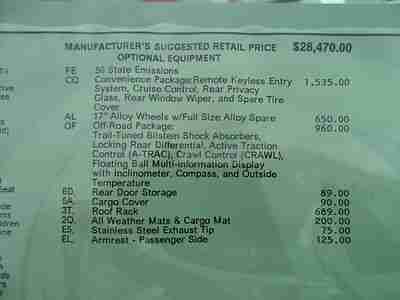 MANUFACTURER'S SUGGESTED RETAIL PRICE $28,470.00
OPTIONAL EQUIPMENT
FE 50 State Emissions
CQ Convenience Package:Remote Keyless Entry 1,535.00
System, Cruise Control, Rear Privacy
Glass, Rear Window Wiper, and Spare Tire
Cover
AL 17" Alloy Wheels w/Full Size Alloy Spare 650.00
OF Off-Road Package: 960.00
Trail-Tuned Bilstein Shock Absorbers,
Locking Rear Differential, Active Traction
Control (A-TRAC), Crawl Control (CRAWL),
Floating Ball Multi-information Display
with Inclinometer, Compass, and Outside
Temperature
6D. Rear Door Storage 89.00
5A. Cargo Cover 90.00
3T. Roof Rack 689.00
2Q. All Weather Mats & Cargo Mat 200.00
E5. Stainless Steel Exhaust Tip 75.00
EL. Armrest - Passenger Side 125.00